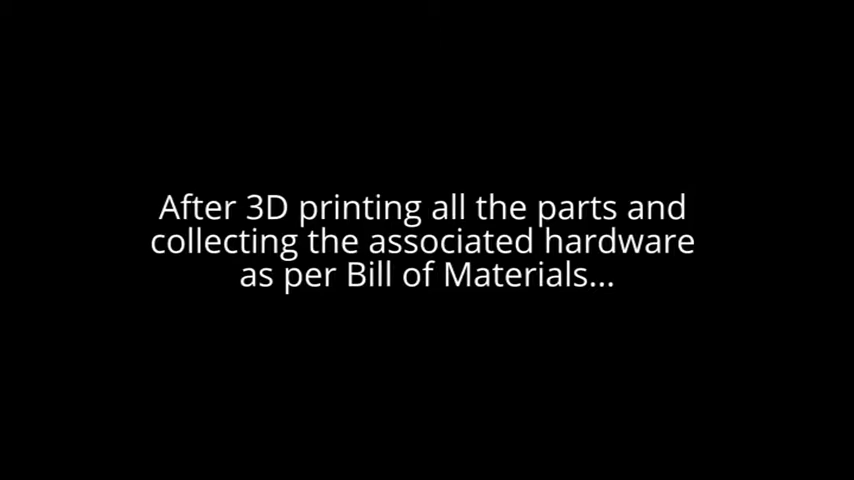 After 3D printing all the parts and
collecting the associated hardware
as per Bill of Materials...